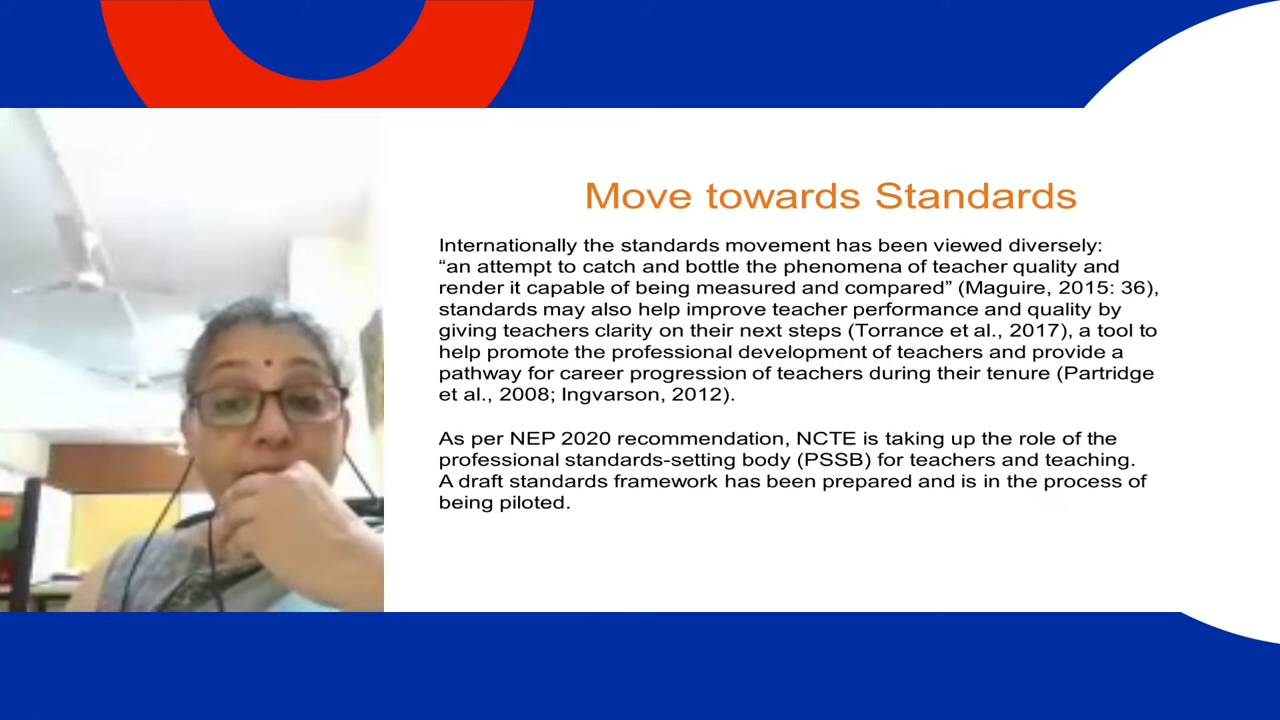 Move towards Standards
Internationally the standards movement has been viewed diversely:
“an attempt to catch and bottle the phenomena of teacher quality and
render it capable of being measured and compared” (Maguire, 2015: 36),
standards may also help improve teacher performance and quality by
giving teachers clarity on their next steps (Torrance et al., 2017), a tool to
help promote the professional development of teachers and provide a
pathway for career progression of teachers during their tenure (Partridge
et al., 2008; Ingvarson, 2012).
As per NEP 2020 recommendation, NCTE is taking up the role of the
professional standards-setting body (PSSB) for teachers and teaching.
A draft standards framework has been prepared and is in the process of
being piloted.